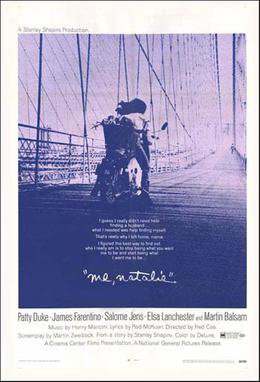 A Stanley Shapiro Production
I guess I really didn't need help
finding a husband...
what I needed was help finding myself.
That's really why I left home, mama.
I figured the best way to find out
who I really am is to stop being what you want
me to be and start being what
I want me to be...
"me, natalie".
Patty Duke · James Farentino · Salome Jens · Elsa Lanchester and Martin Balsam
Music by Henry Mancini. Lyrics by Rod McKuen. Directed by Fred Coe.
Screenplay by Martin Zweiback. From a story by Stanley Shapiro. Color by Deluxe.
A Cinema Center Films Presentation. A National General Pictures Release.